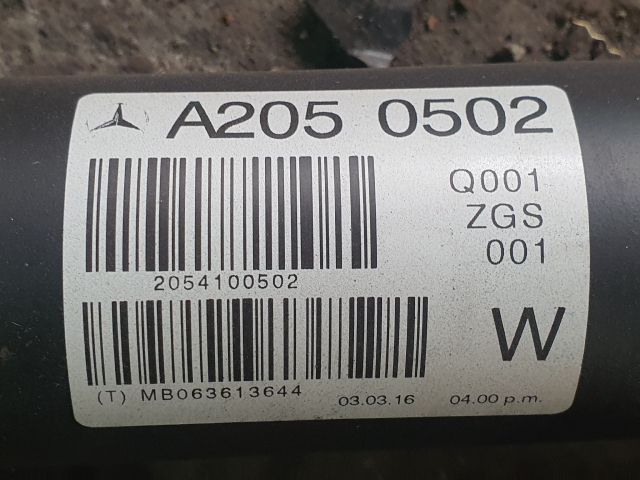 A205 0502
Q001
ZGS
001
2054100502
W
(T) MB063613644
03.03.16 04.00 p.m.